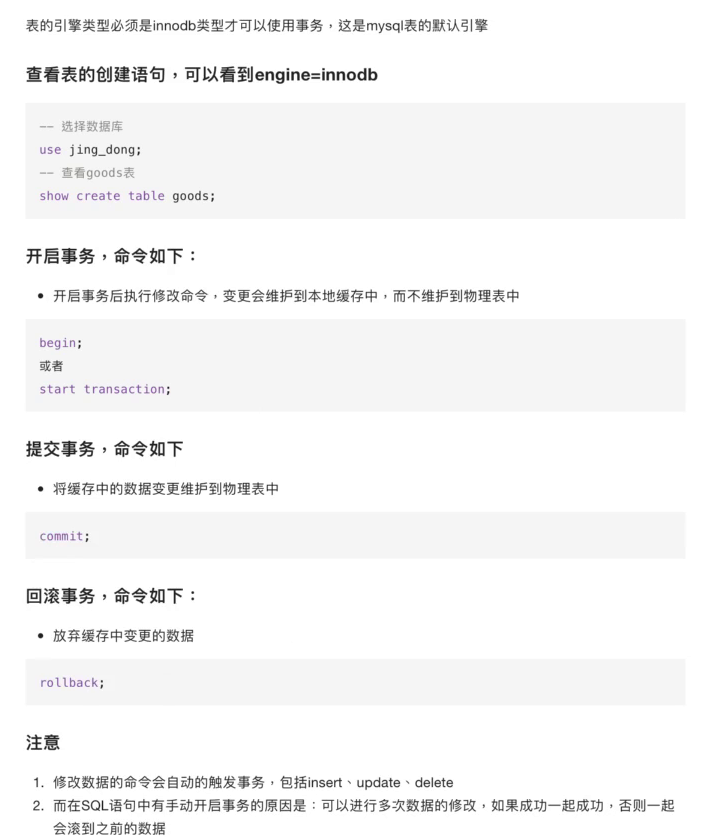 表的引擎类型必须是innodb类型才可以使用事务，这是mysql表的默认引擎
查看表的创建语句，可以看到engine=innodb
-- 选择数据库
use jing_dong;
-- 查看goods表
show create table goods;
开启事务，命令如下：
• 开启事务后执行修改命令，变更会维护到本地缓存中，而不维护到物理表中
begin;
或者
start transaction;
提交事务，命令如下
• 将缓存中的数据变更维护到物理表中
commit;
回滚事务，命令如下：
• 放弃缓存中变更的数据
rollback;
注意
1. 修改数据的命令会自动的触发事务，包括insert、update、delete
2. 而在SQL语句中有手动开启事务的原因是：可以进行多次数据的修改，如果成功一起成功，否则一起
会滚到之前的数据